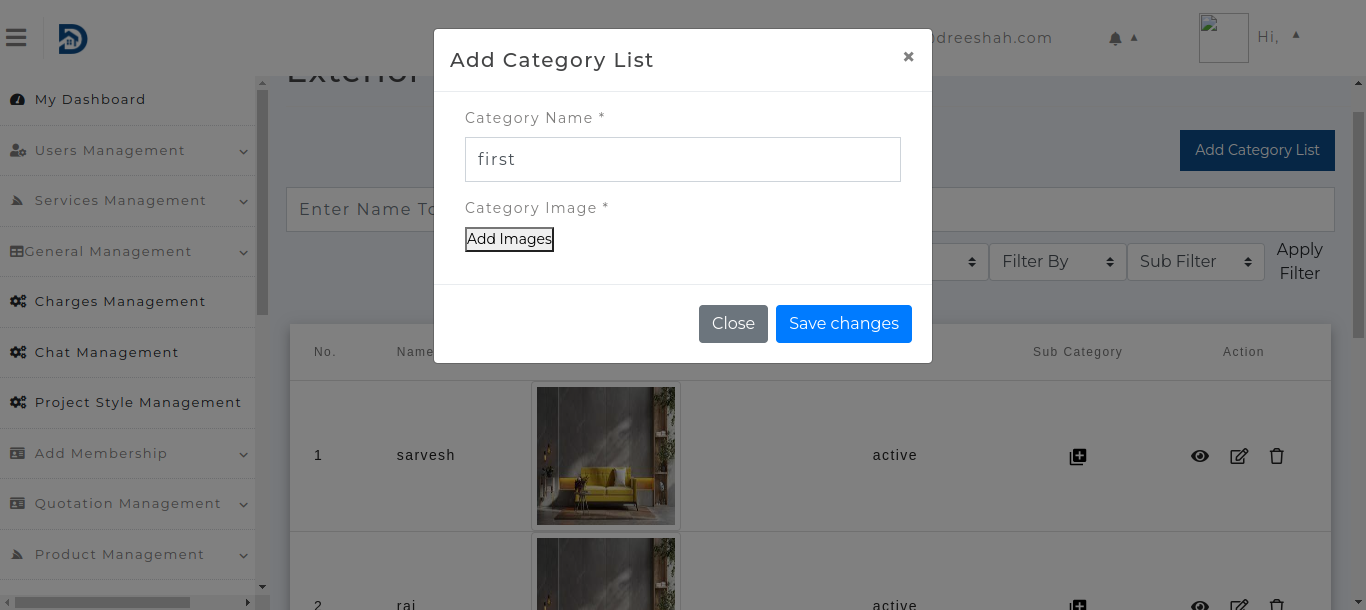 dreeshah.com
Hi,
Exterior
Add Category List
×
My Dashboard
Users Management
Services Management
General Management
Charges Management
Chat Management
Project Style Management
Add Membership
Quotation Management
Product Management
Category Name *
first
Category Image *
Add Images
Close
Save changes
Add Category List
Enter Name To
Filter By
Sub Filter
Apply
Filter
No.
Name
Sub Category
Action
1
sarvesh
active
2
raj
active